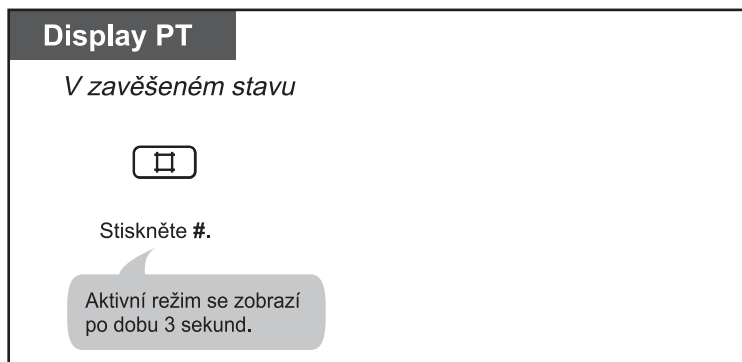 Display PT
V zavěšeném stavu
Stiskněte #.
Aktivní režim se zobrazí
po dobu 3 sekund.